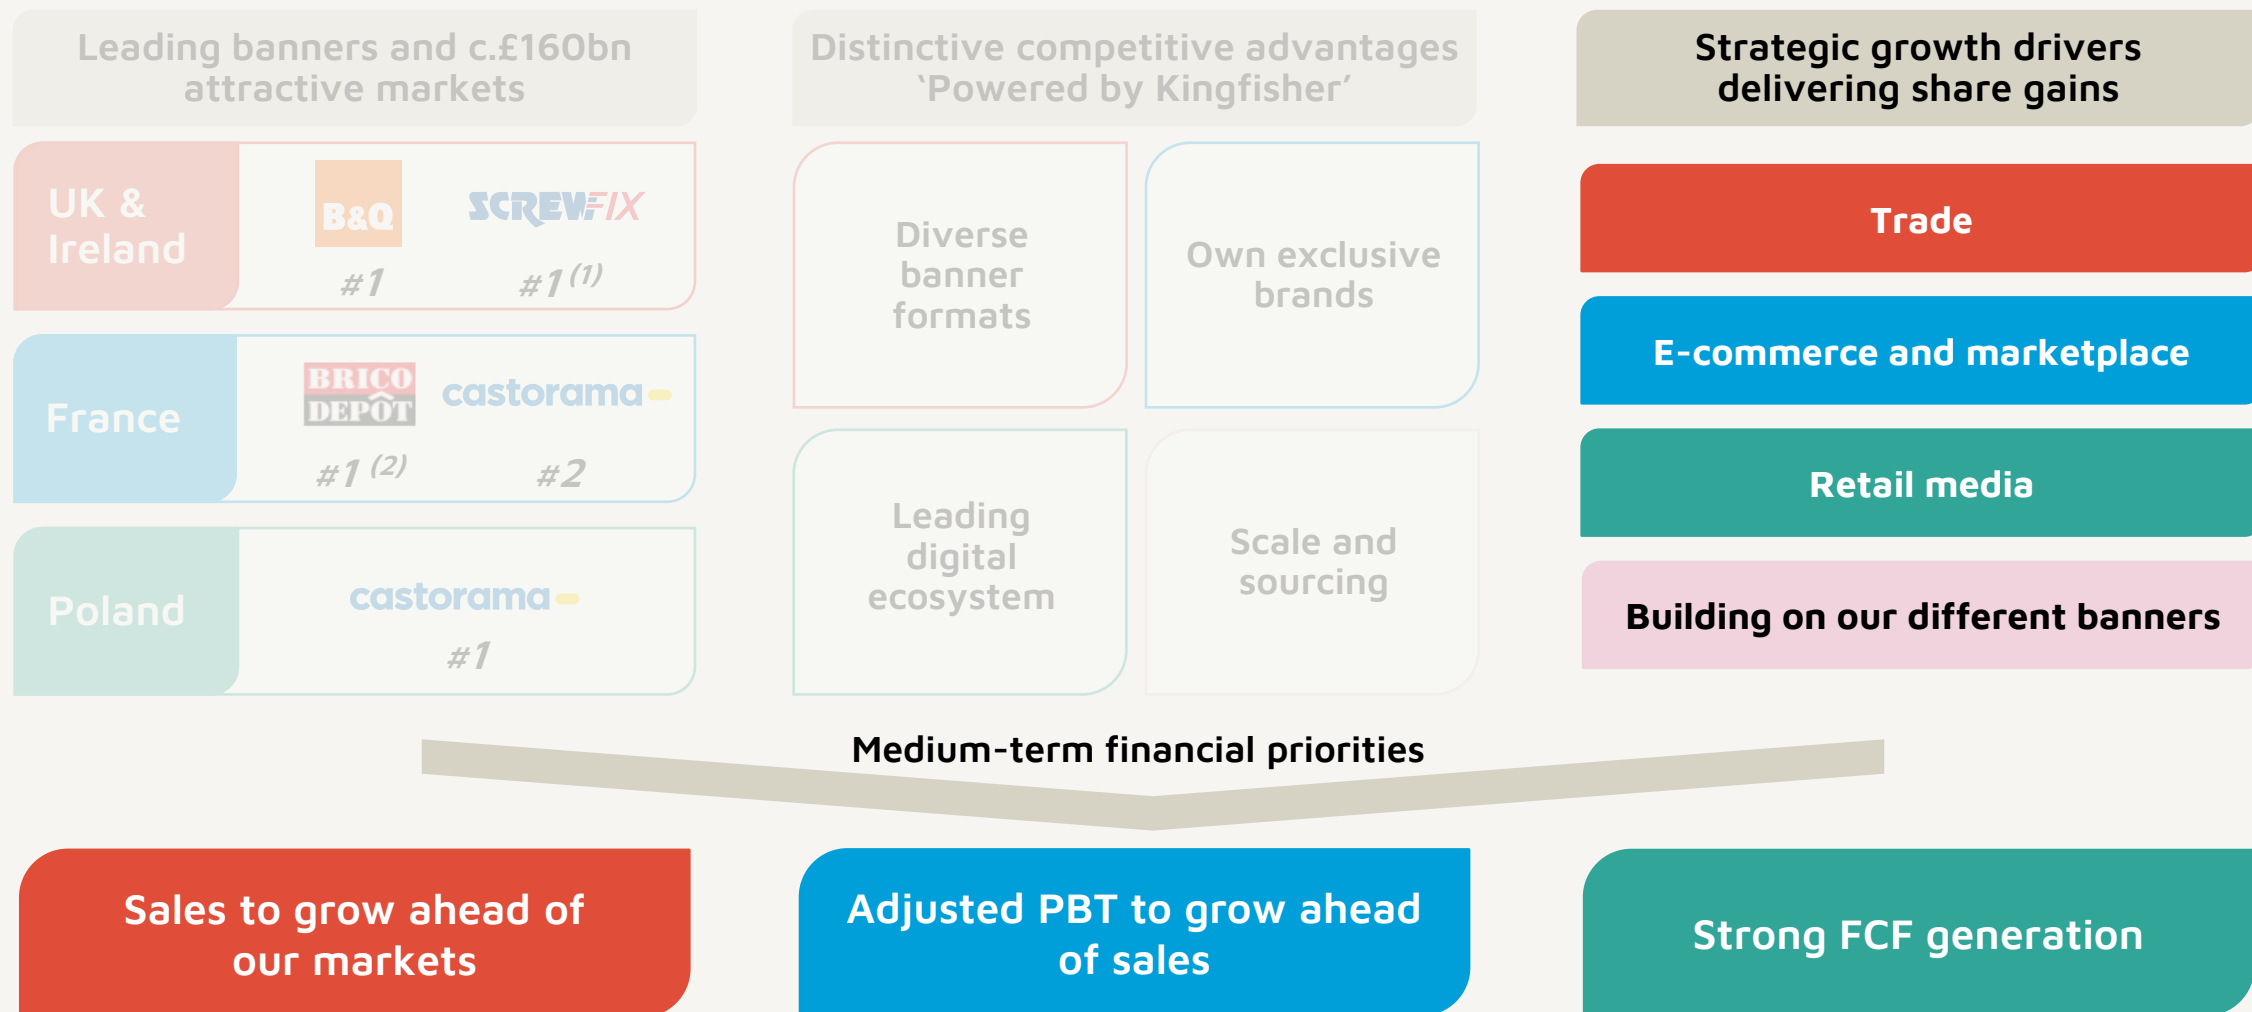 Leading banners and c.£160bn
attractive markets
UK &
Ireland
B&Q
#1
SCREWFIX
#1 (1)
France
BRICO
DEPÔT
#1 (2)
castorama
#2
Poland
castorama
#1
Distinctive competitive advantages
‘Powered by Kingfisher’
Diverse
banner
formats
Own exclusive
brands
Leading
digital
ecosystem
Scale and
sourcing
Strategic growth drivers
delivering share gains
Trade
E-commerce and marketplace
Retail media
Building on our different banners
Medium-term financial priorities
Sales to grow ahead of
our markets
Adjusted PBT to grow ahead
of sales
Strong FCF generation